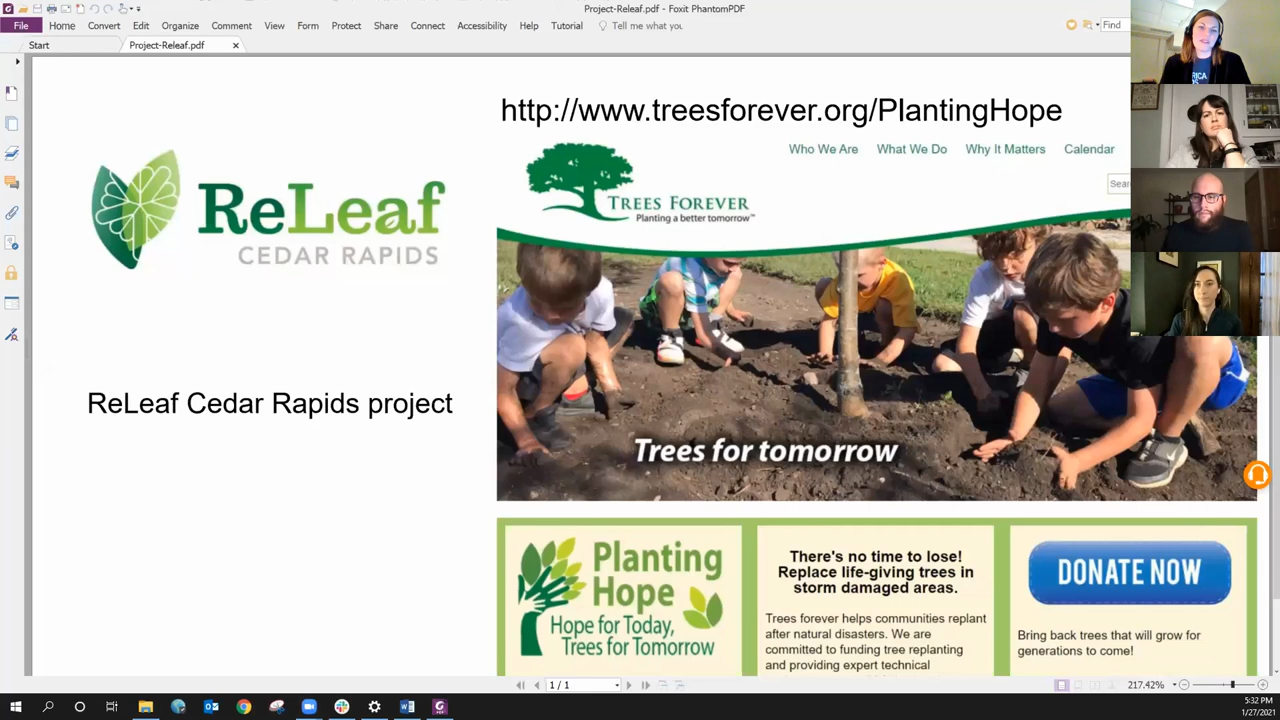 Project-Releaf.pdf - Foxit PhantomPDF
File Home Convert Edit Organize Comment View Form Protect Share Connect Accessibility Help Tutorial Tell me what you Find
Start Project-Releaf.pdf
http://www.treesforever.org/PlantingHope
Who We Are What We Do Why It Matters Calendar
Sear
TREES FOREVER
Planting a better tomorrow™
ReLeaf
CEDAR RAPIDS
ReLeaf Cedar Rapids project
Trees for tomorrow
Planting
Hope
Hope for Today,
Trees for Tomorrow
There's no time to lose!
Replace life-giving trees in
storm damaged areas.
Trees forever helps communities replant
after natural disasters. We are
committed to funding tree replanting
and providing expert technical
DONATE NOW
Bring back trees that will grow for
generations to come!
1 / 1
217.42%
5:32 PM
1/27/2021